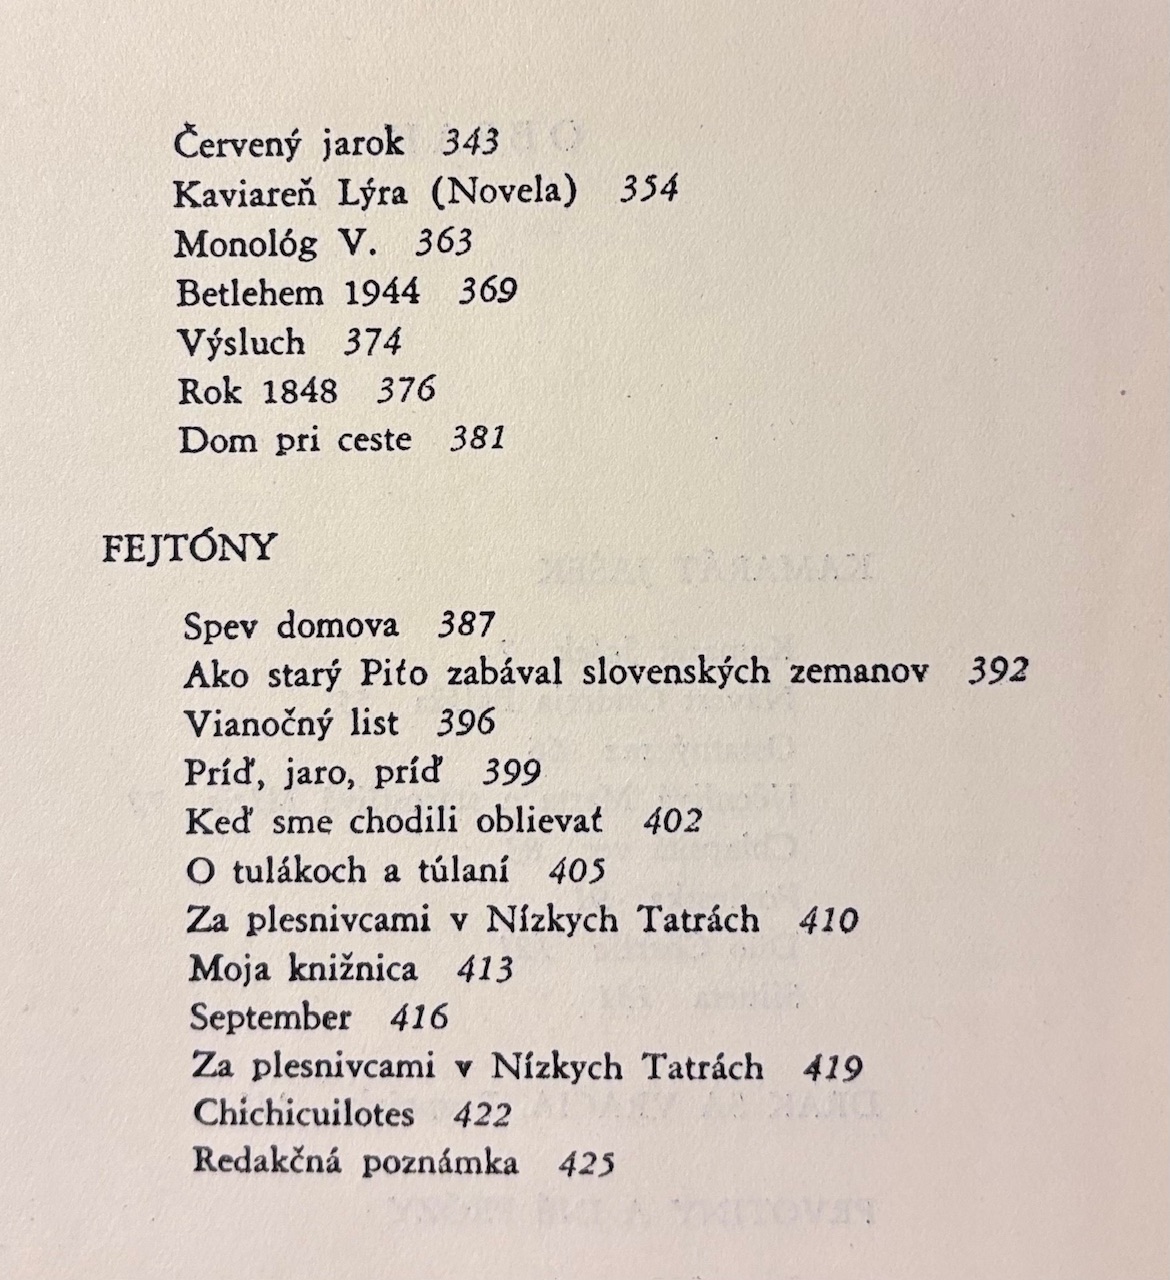 Červený jarok 343
Kaviareň Lýra (Novela) 354
Monológ V. 363
Betlehem 1944 369
Výsluch 374
Rok 1848 376
Dom pri ceste 381
FEJTÓNY
Spev domova 387
Ako starý Piťo zabával slovenských zemanov 392
Vianočný list 396
Príď, jaro, príď 399
Keď sme chodili oblievať 402
O tulákoch a túlaní 405
Za plesnivcami v Nízkych Tatrách 410
Moja knižnica 413
September 416
Za plesnivcami v Nízkych Tatrách 419
Chichicuilotes 422
Redakčná poznámka 425